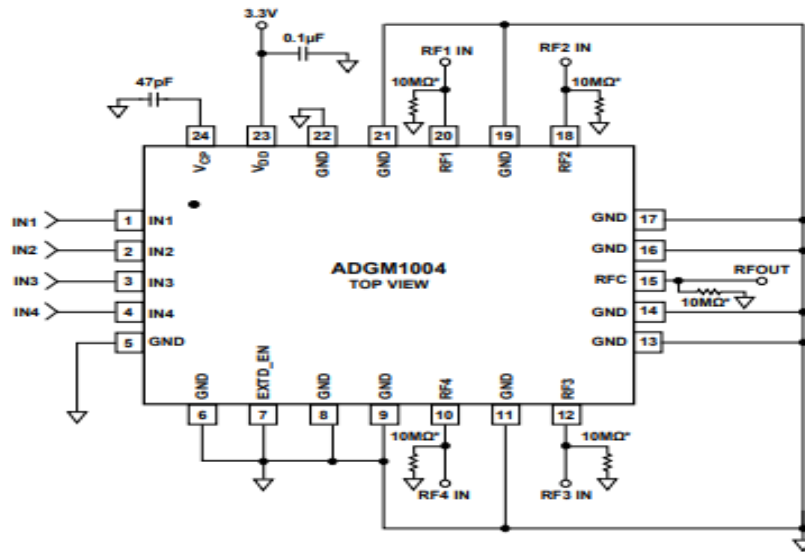 3.3V
0.1µF
47pF
RF1 IN
RF2 IN
10MΩ*
10MΩ*
24
23
22
21
20
19
18
VCP
VDD
GND
GND
RF1
GND
RF2
IN1
1
IN1
IN2
2
IN2
IN3
3
IN3
IN4
4
IN4
5
GND
ADGM1004
TOP VIEW
GND
17
GND
16
RFC
15
RFOUT
10MΩ*
GND
14
GND
13
GND
EXTD_EN
GND
GND
RF4
GND
RF3
6
7
8
9
10
11
12
10MΩ*
10MΩ*
RF4 IN
RF3 IN